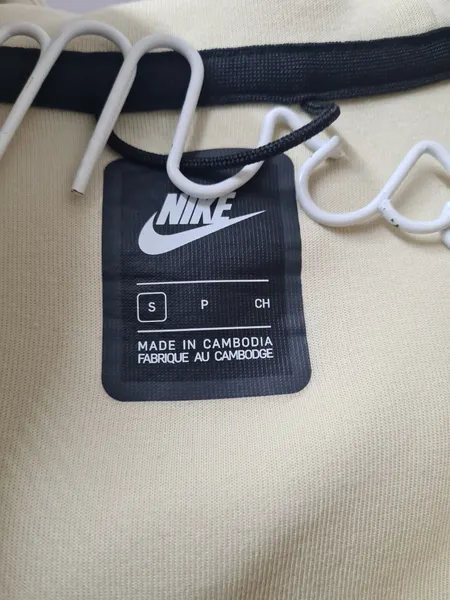 NIKE
S P CH
MADE IN CAMBODIA
FABRIQUE AU CAMBODGE